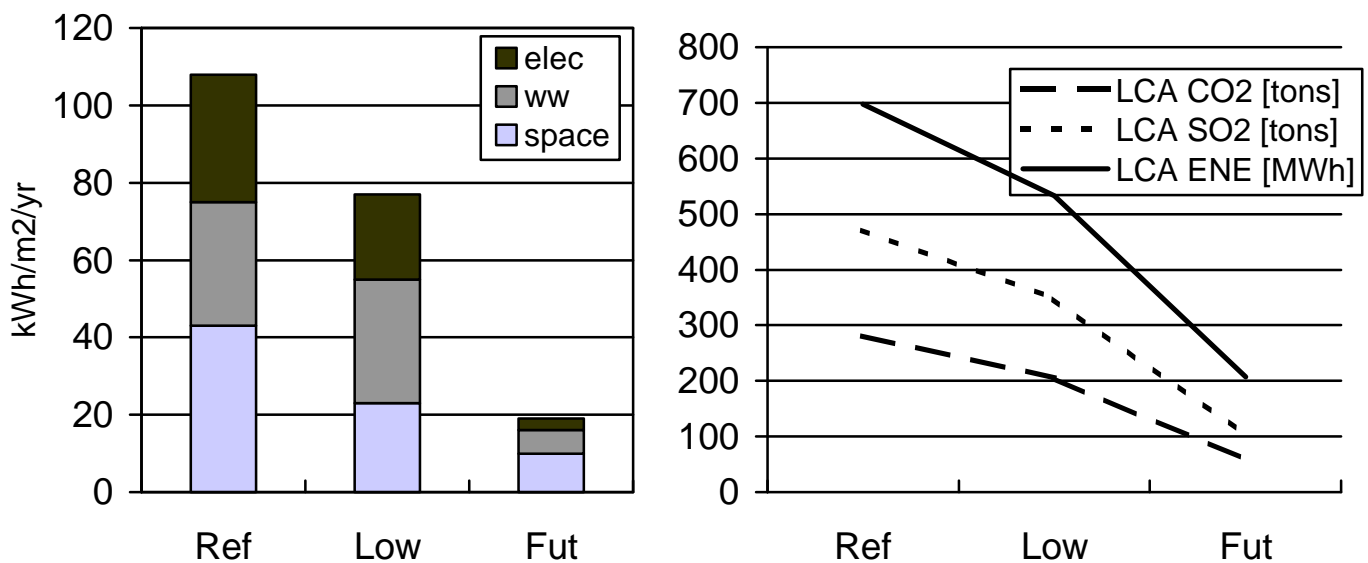 120
100
80
60
40
20
0
kWh/m2/yr
elec
ww
space
Ref Low Fut
800
700
600
500
400
300
200
100
0
LCA CO2 [tons]
LCA SO2 [tons]
LCA ENE [MWh]
Ref Low Fut